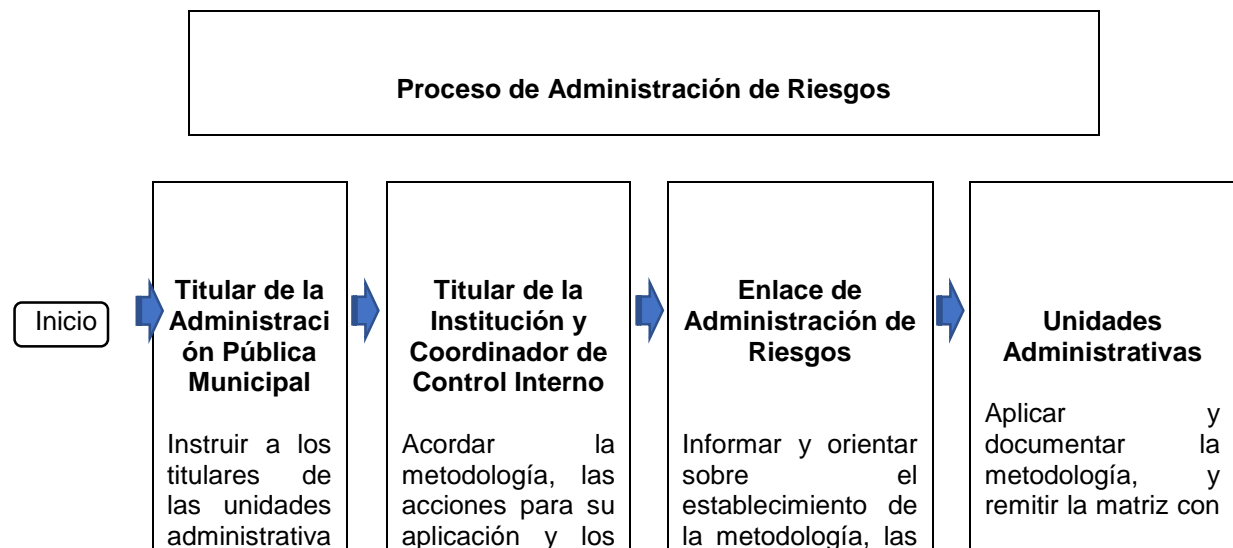 Proceso de Administración de Riesgos
Inicio
Titular de la
Administraci
ón Pública
Municipal
Instruir a los
titulares de
las unidades
administrativa
Titular de la
Institución y
Coordinador de
Control Interno
Acordar la
metodología, las
acciones para su
aplicación y los
Enlace de
Administración de
Riesgos
Informar y orientar
sobre el
establecimiento de
la metodología, las
Unidades
Administrativas
Aplicar y
documentar la
metodología, y
remitir la matriz con